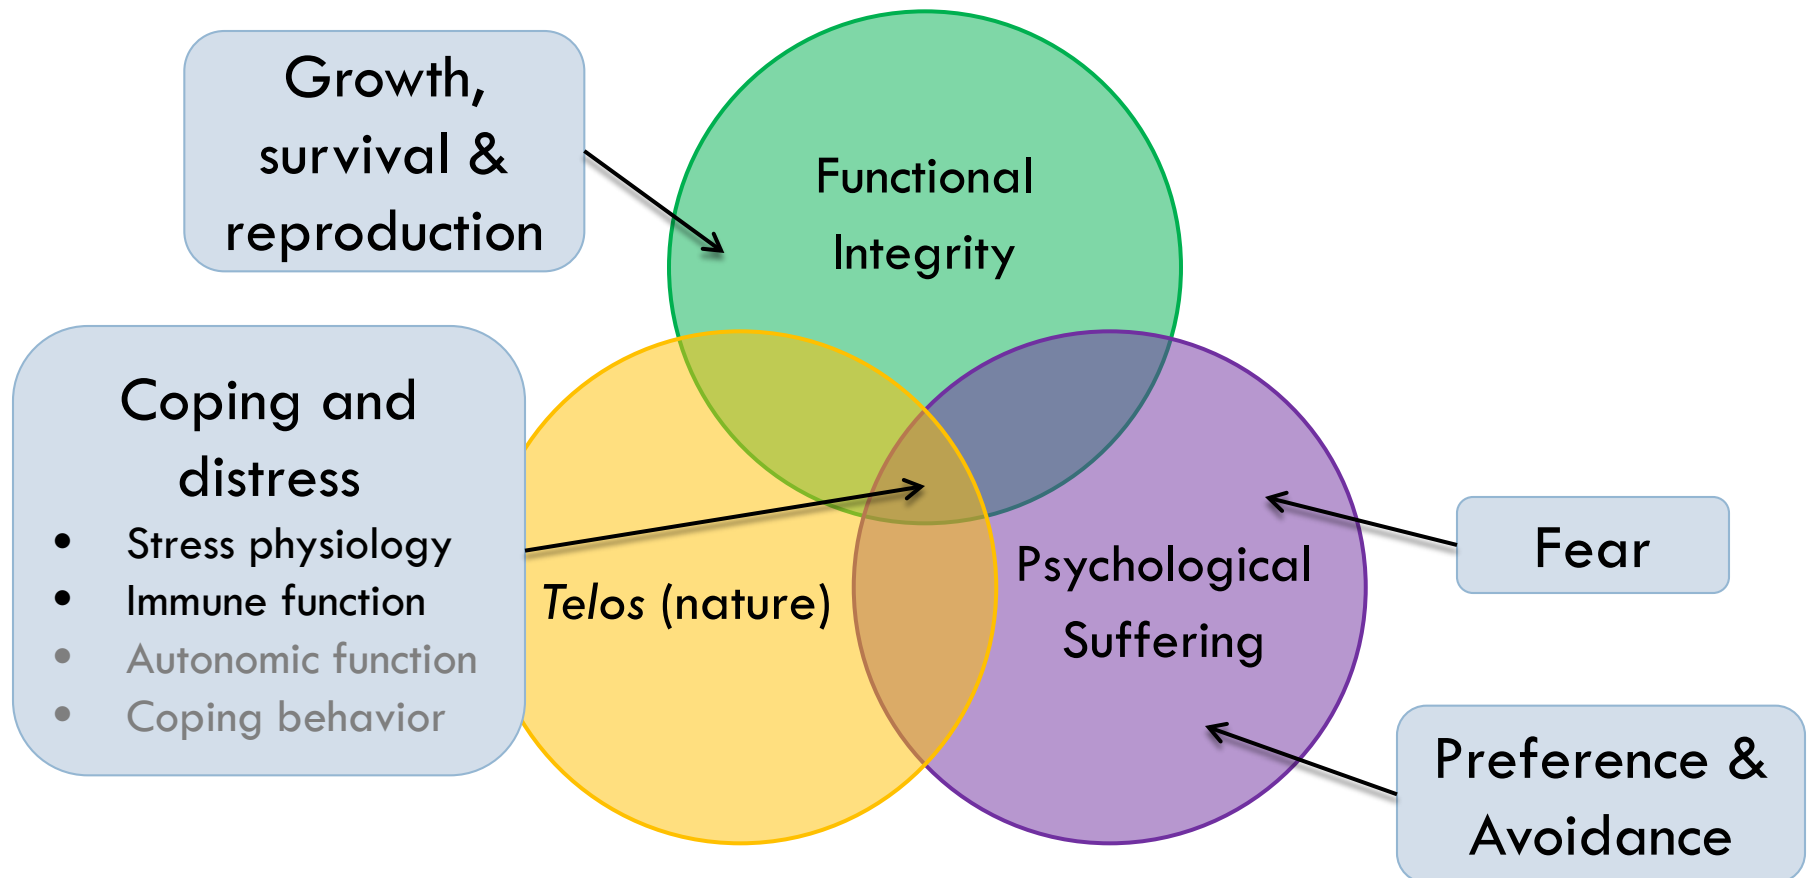 Growth,
survival &
reproduction
Functional
Integrity
Coping and
distress
• Stress physiology
• Immune function
• Autonomic function
• Coping behavior
Telos (nature)
Psychological
Suffering
Fear
Preference &
Avoidance